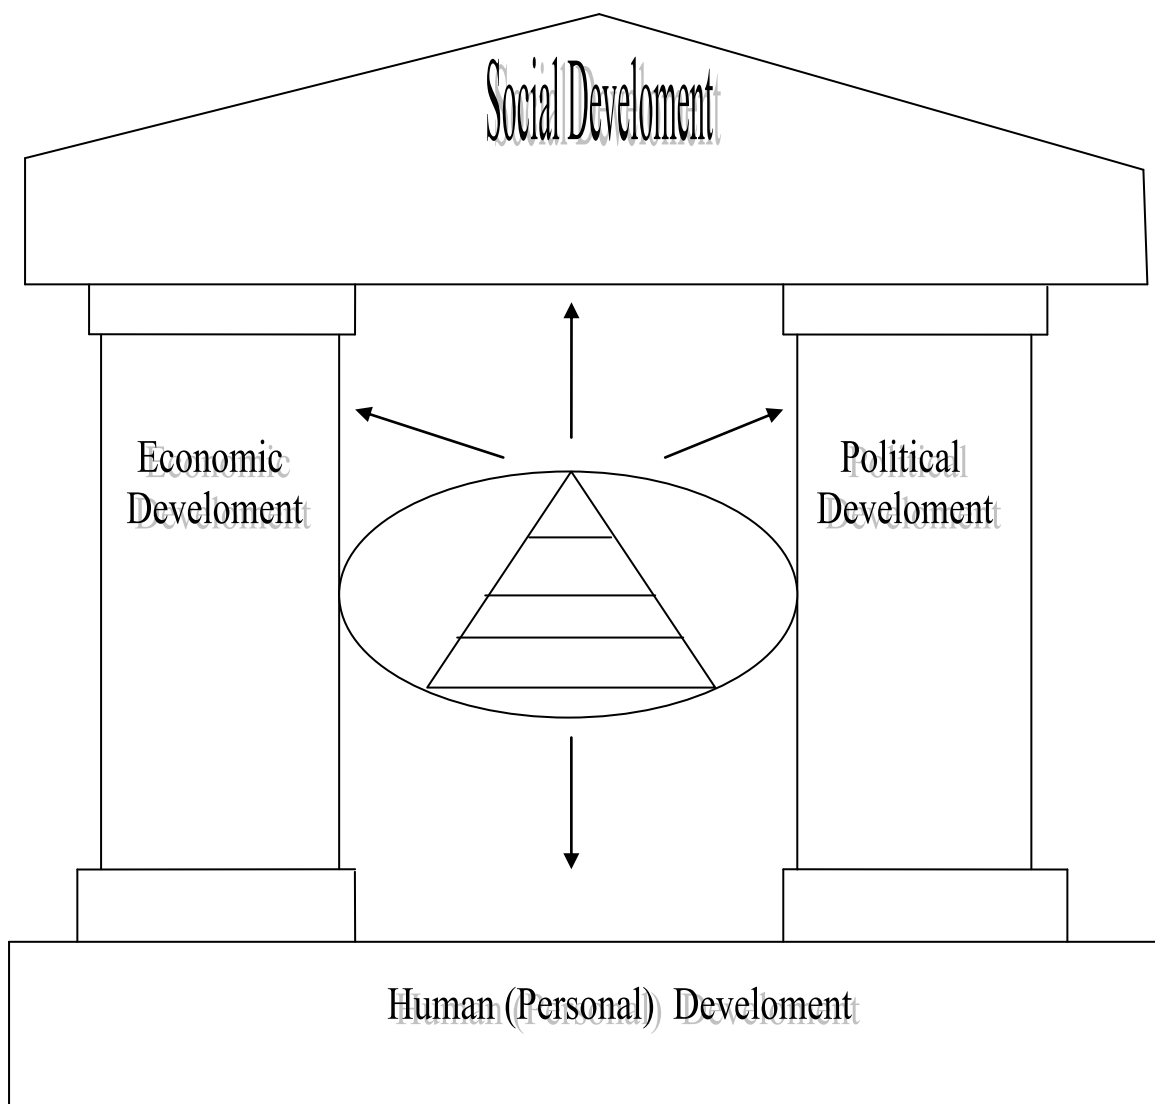 Social Develoment
Economic
Develoment
Political
Develoment
Human (Personal) Develoment